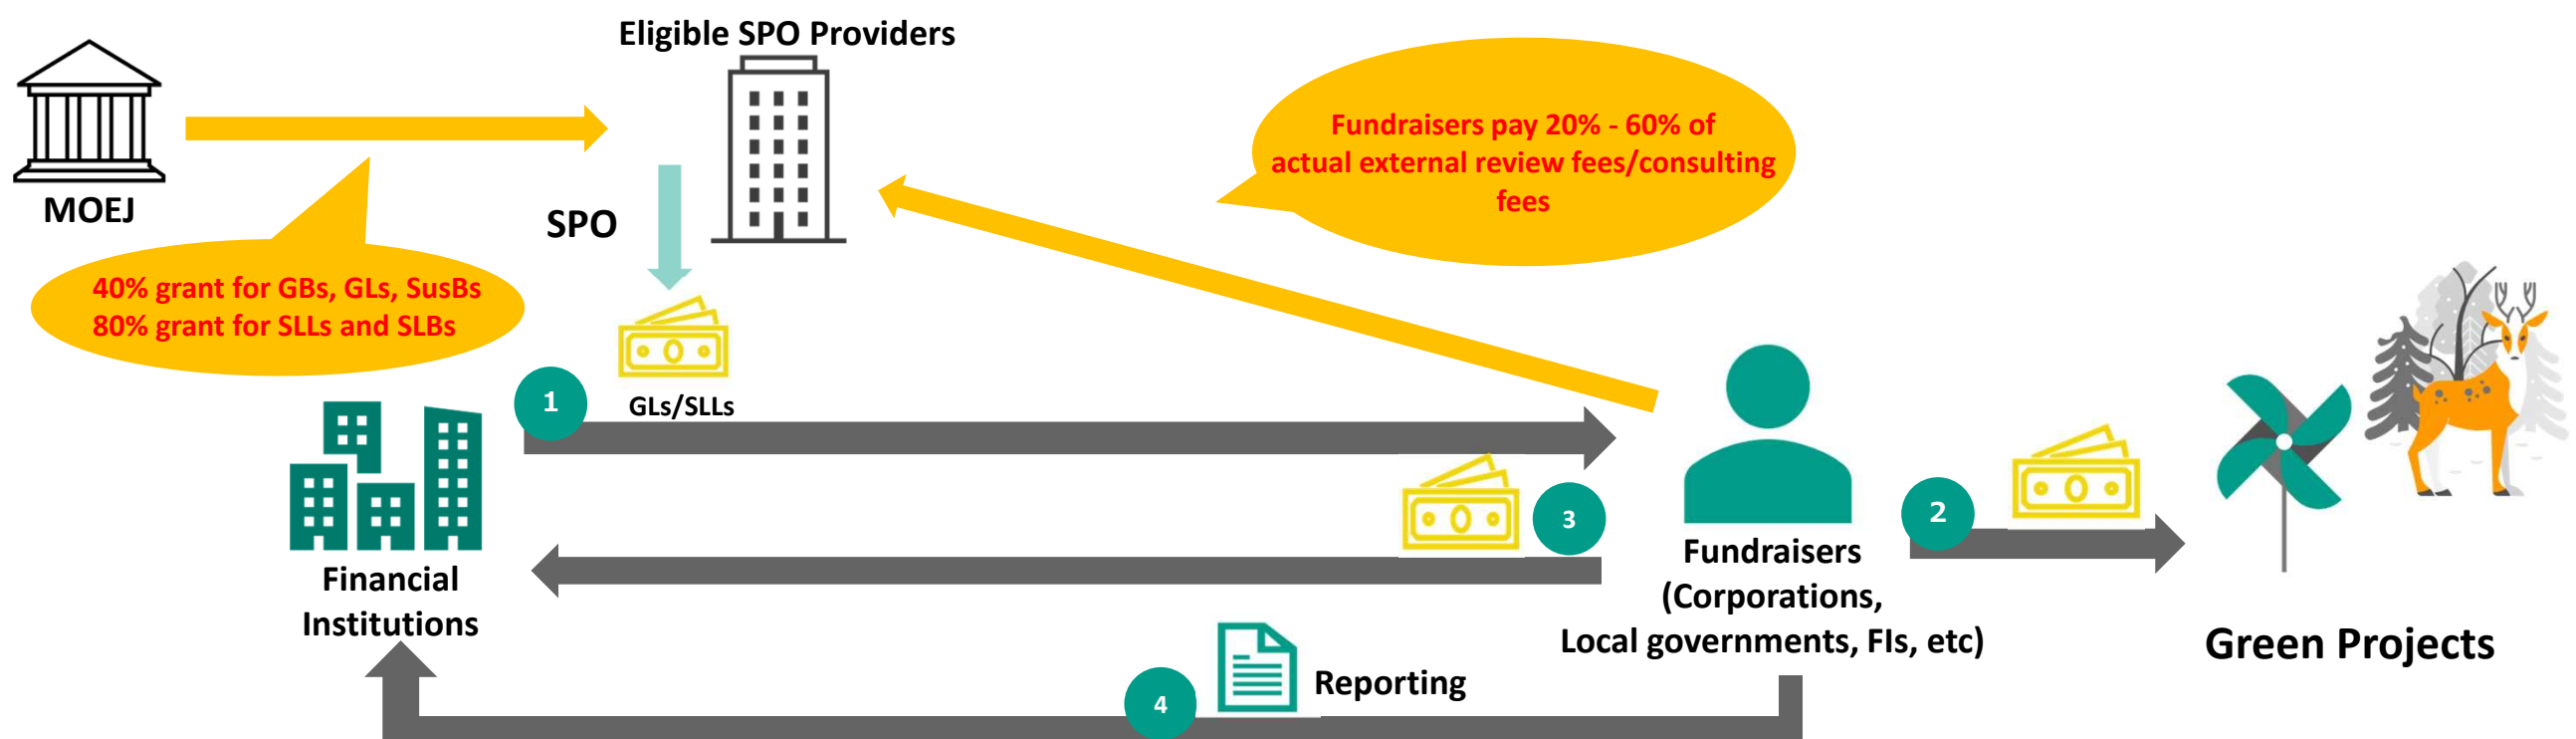 Eligible SPO Providers
MOEJ
SPO
Fundraisers pay 20% - 60% of
actual external review fees/consulting
fees
40% grant for GBs, GLs, SusBs
80% grant for SLLs and SLBs
1
GLs/SLLs
Financial
Institutions
3
2
Fundraisers
(Corporations,
Local governments, FIs, etc)
Green Projects
4
Reporting